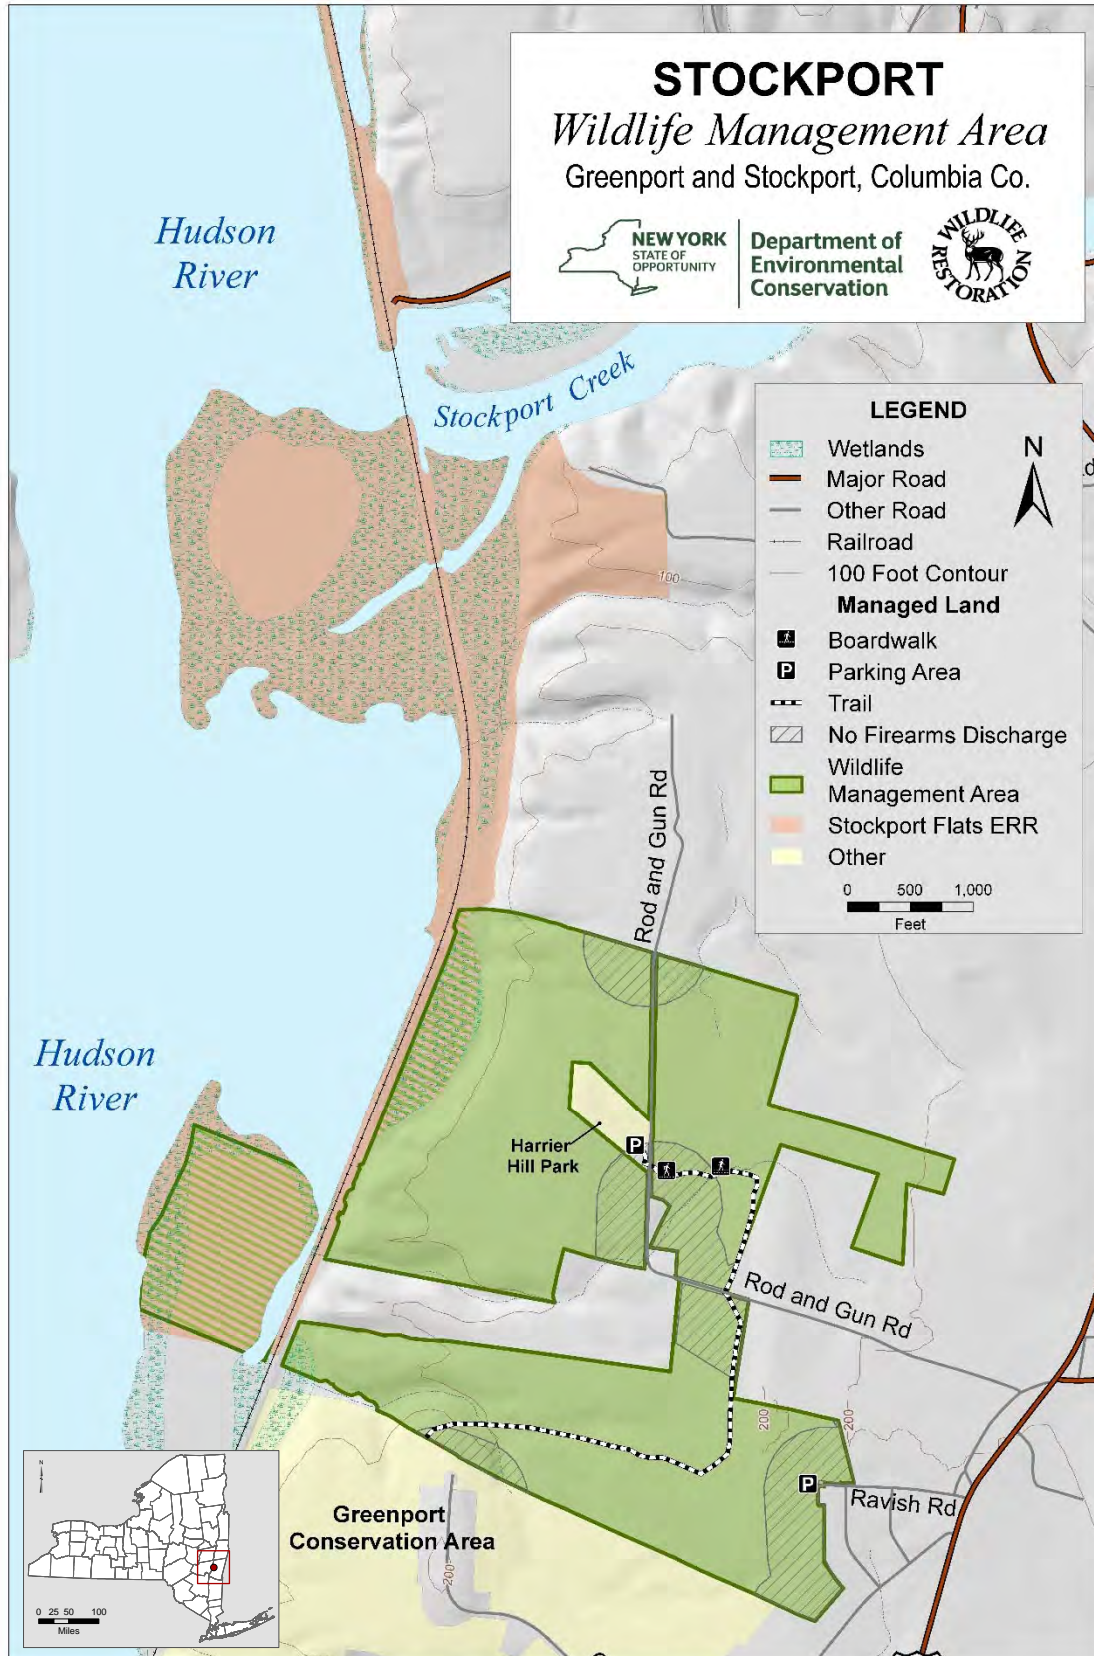 STOCKPORT
Wildlife Management Area
Greenport and Stockport, Columbia Co.
NEW YORK
STATE OF
OPPORTUNITY
Department of
Environmental
Conservation
WILDLIFE
RESTORATION
Hudson
River
Stockport Creek
LEGEND
N
Wetlands
Major Road
Other Road
Railroad
100 Foot Contour
Managed Land
Boardwalk
P
Parking Area
Trail
No Firearms Discharge
Wildlife
Management Area
Stockport Flats ERR
Other
0 500 1,000
Feet
100
Rod and Gun Rd
Hudson
River
Harrier
Hill Park
P
Rod and Gun Rd
200
200
P
Ravish Rd
Greenport
Conservation Area
200
N
0 25 50 100
Miles